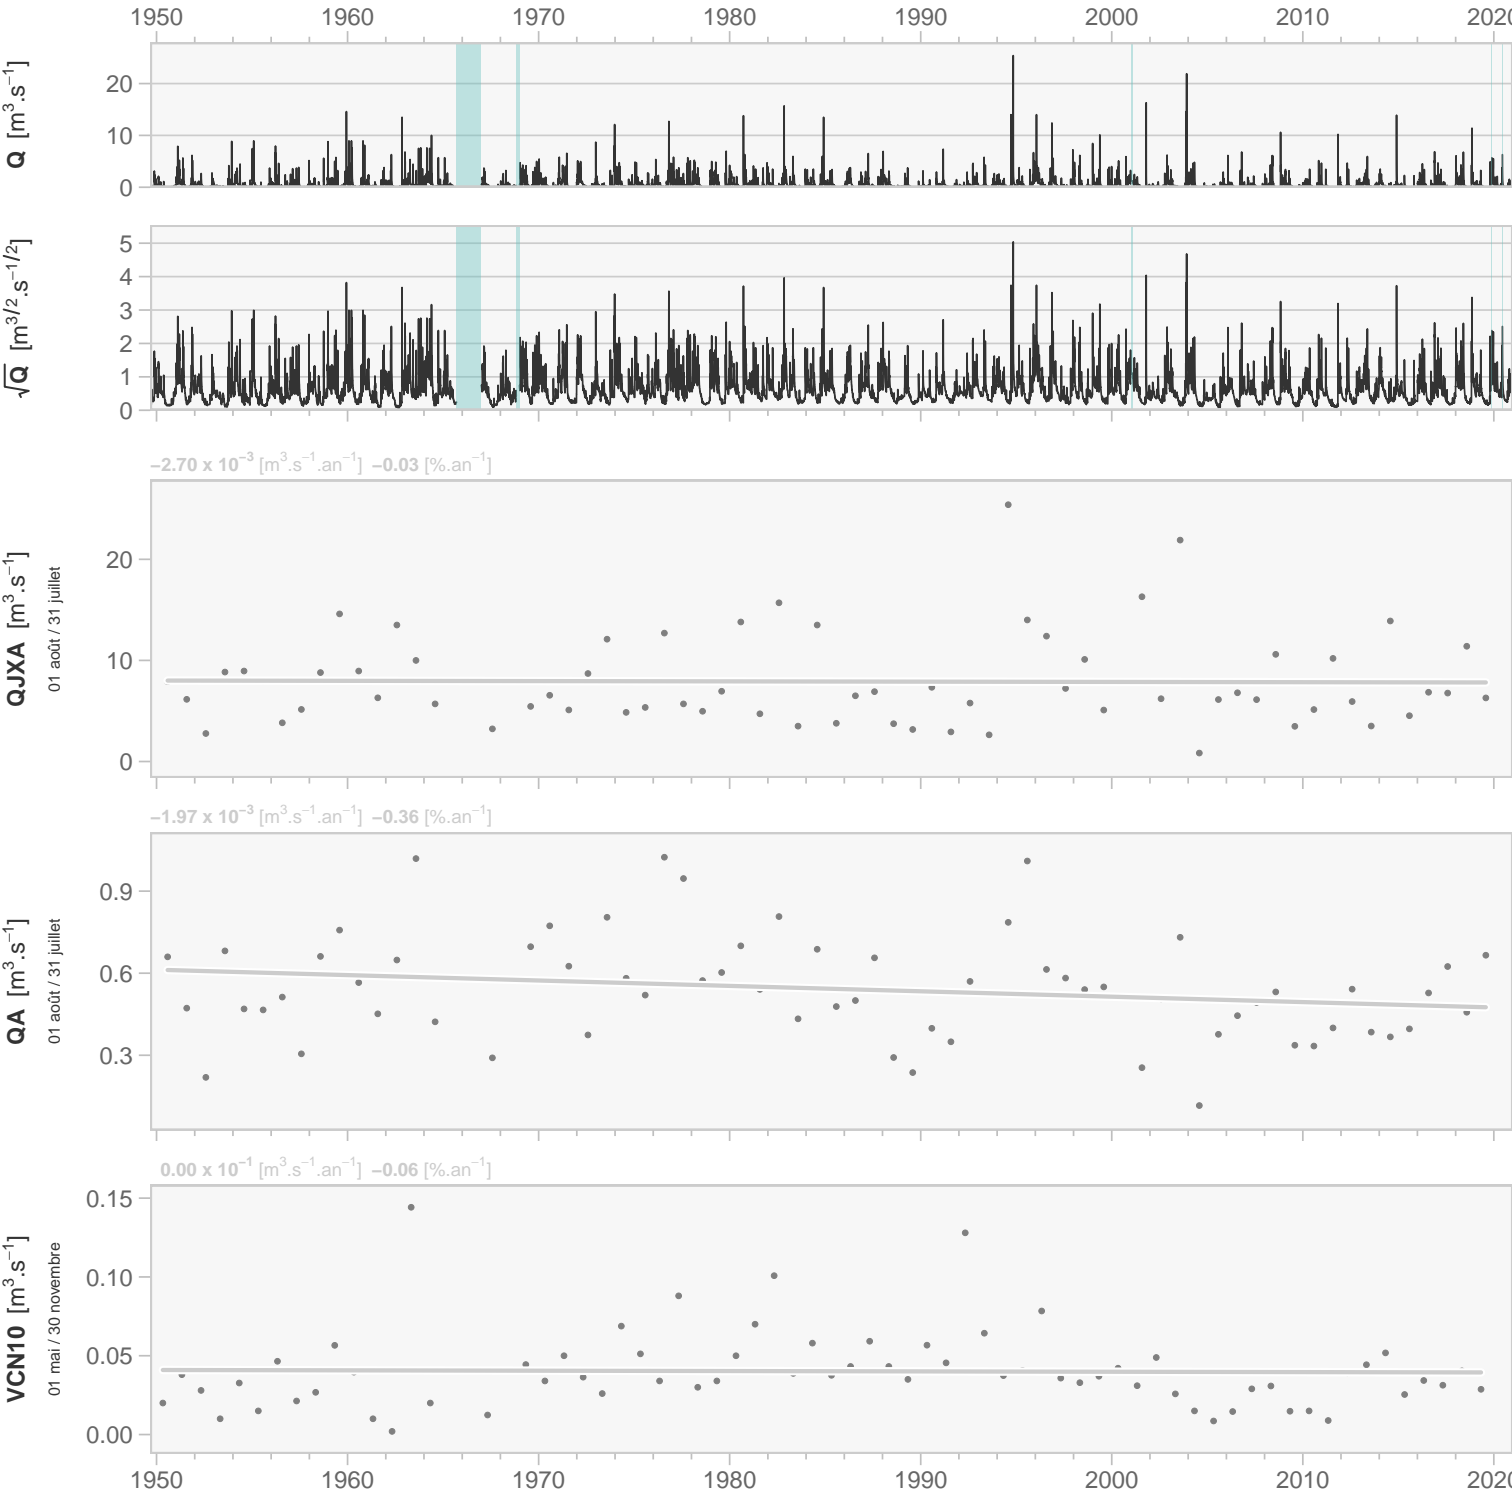 1950 1960 1970 1980 1990 2000 2010 2020
Q [m³.s⁻¹]
20
10
0
√Q [m³ᐟ².s⁻¹ᐟ²]
5
4
3
2
1
0
−2.70 x 10⁻³ [m³.s⁻¹.an⁻¹] −0.03 [%.an⁻¹]
QJXA [m³.s⁻¹]
01 août / 31 juillet
20
10
0
−1.97 x 10⁻³ [m³.s⁻¹.an⁻¹] −0.36 [%.an⁻¹]
QA [m³.s⁻¹]
01 août / 31 juillet
0.9
0.6
0.3
0.00 x 10⁻¹ [m³.s⁻¹.an⁻¹] −0.06 [%.an⁻¹]
VCN10 [m³.s⁻¹]
01 mai / 30 novembre
0.15
0.10
0.05
0.00
1950 1960 1970 1980 1990 2000 2010 2020